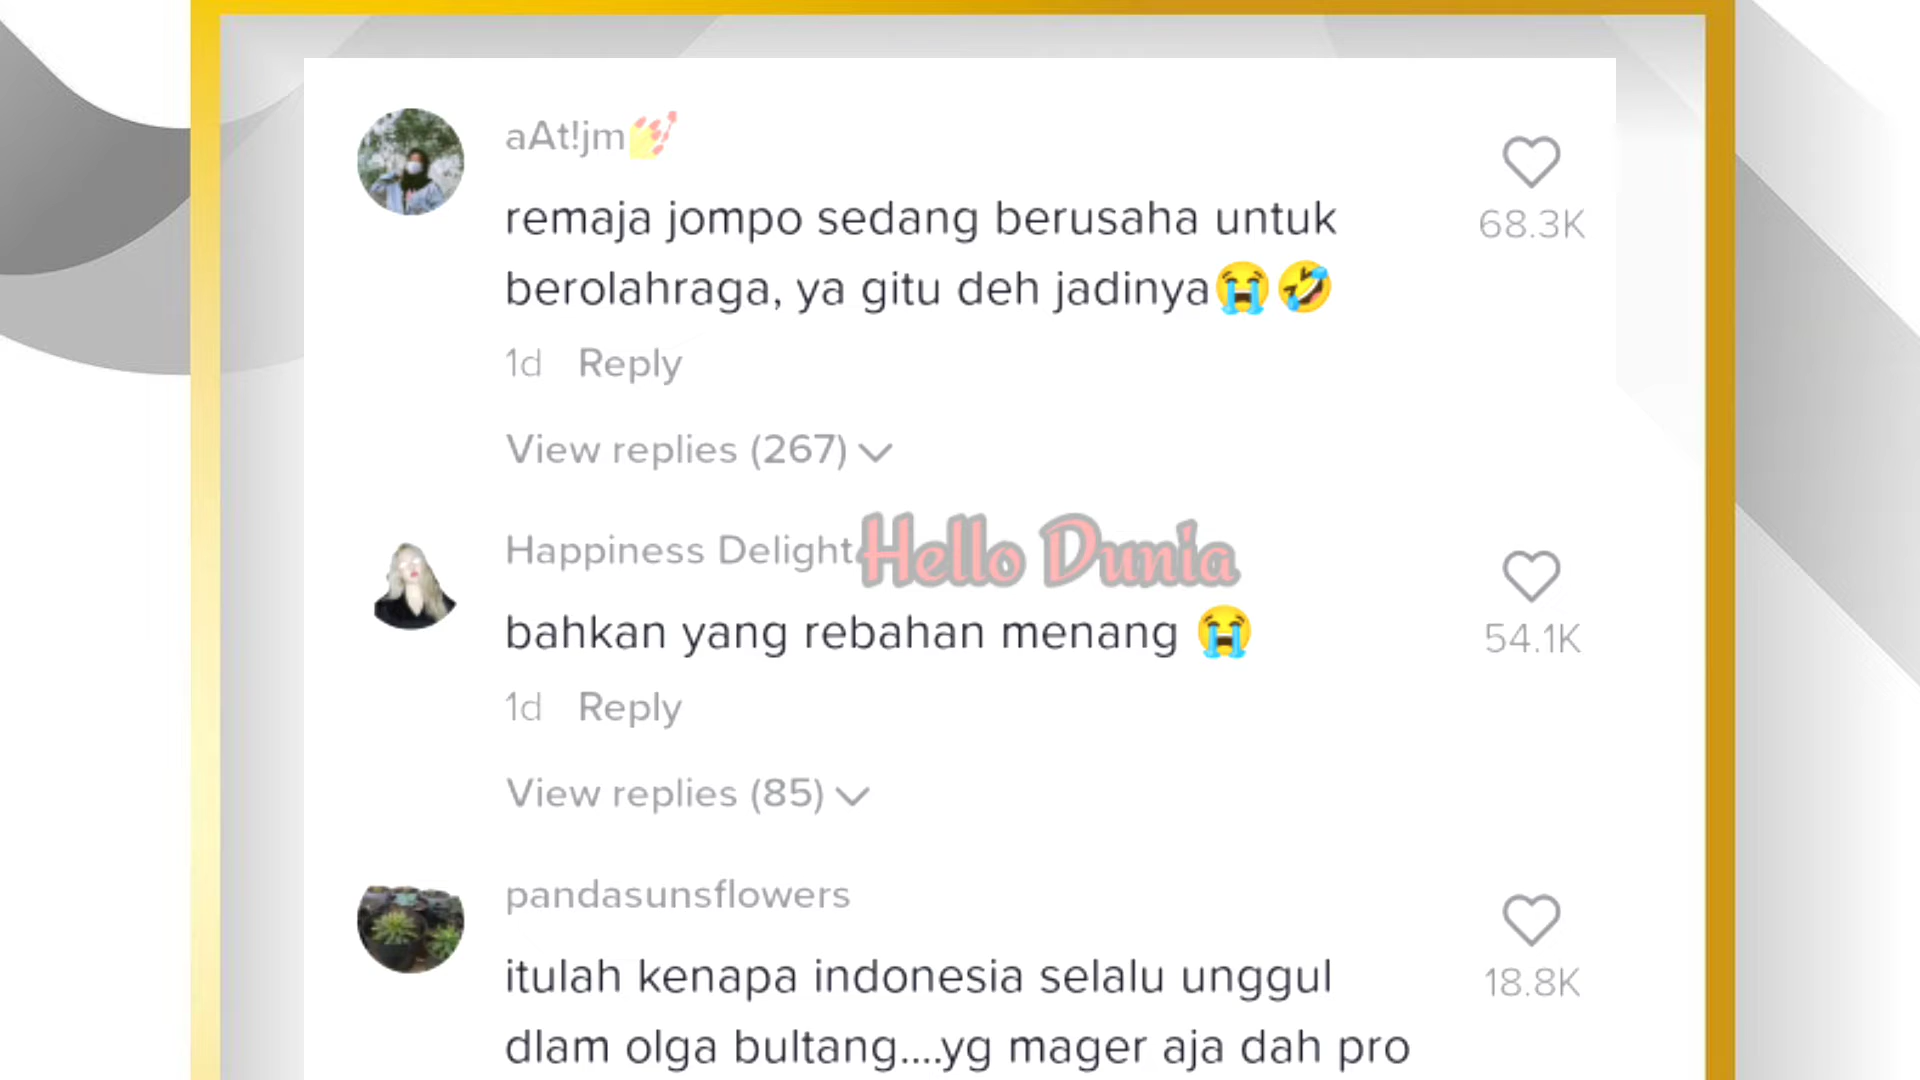 aAt!jm💅
68.3K
remaja jompo sedang berusaha untuk
berolahraga, ya gitu deh jadinya😭🤣
1d Reply
View replies (267)
Happiness Delight
Hello Dunia
bahkan yang rebahan menang 😭
54.1K
1d Reply
View replies (85)
pandasunsflowers
itulah kenapa indonesia selalu unggul
18.8K
dlam olga bultang....yg mager aja dah pro